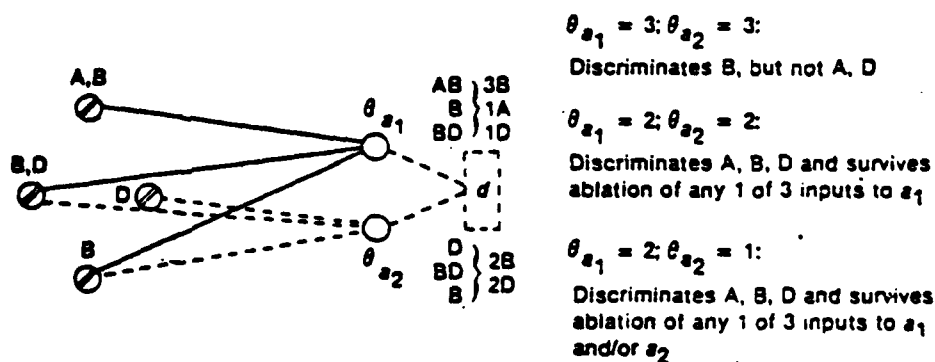 A,B
B,D
D
B
θa1
θa2
AB } 3B
B } 1A
BD } 1D
d
D
BD } 2B
B } 2D
θa1 = 3; θa2 = 3:
Discriminates B, but not A, D
θa1 = 2; θa2 = 2:
Discriminates A, B, D and survives
ablation of any 1 of 3 inputs to a1
θa1 = 2; θa2 = 1:
Discriminates A, B, D and survives
ablation of any 1 of 3 inputs to a1
and/or a2